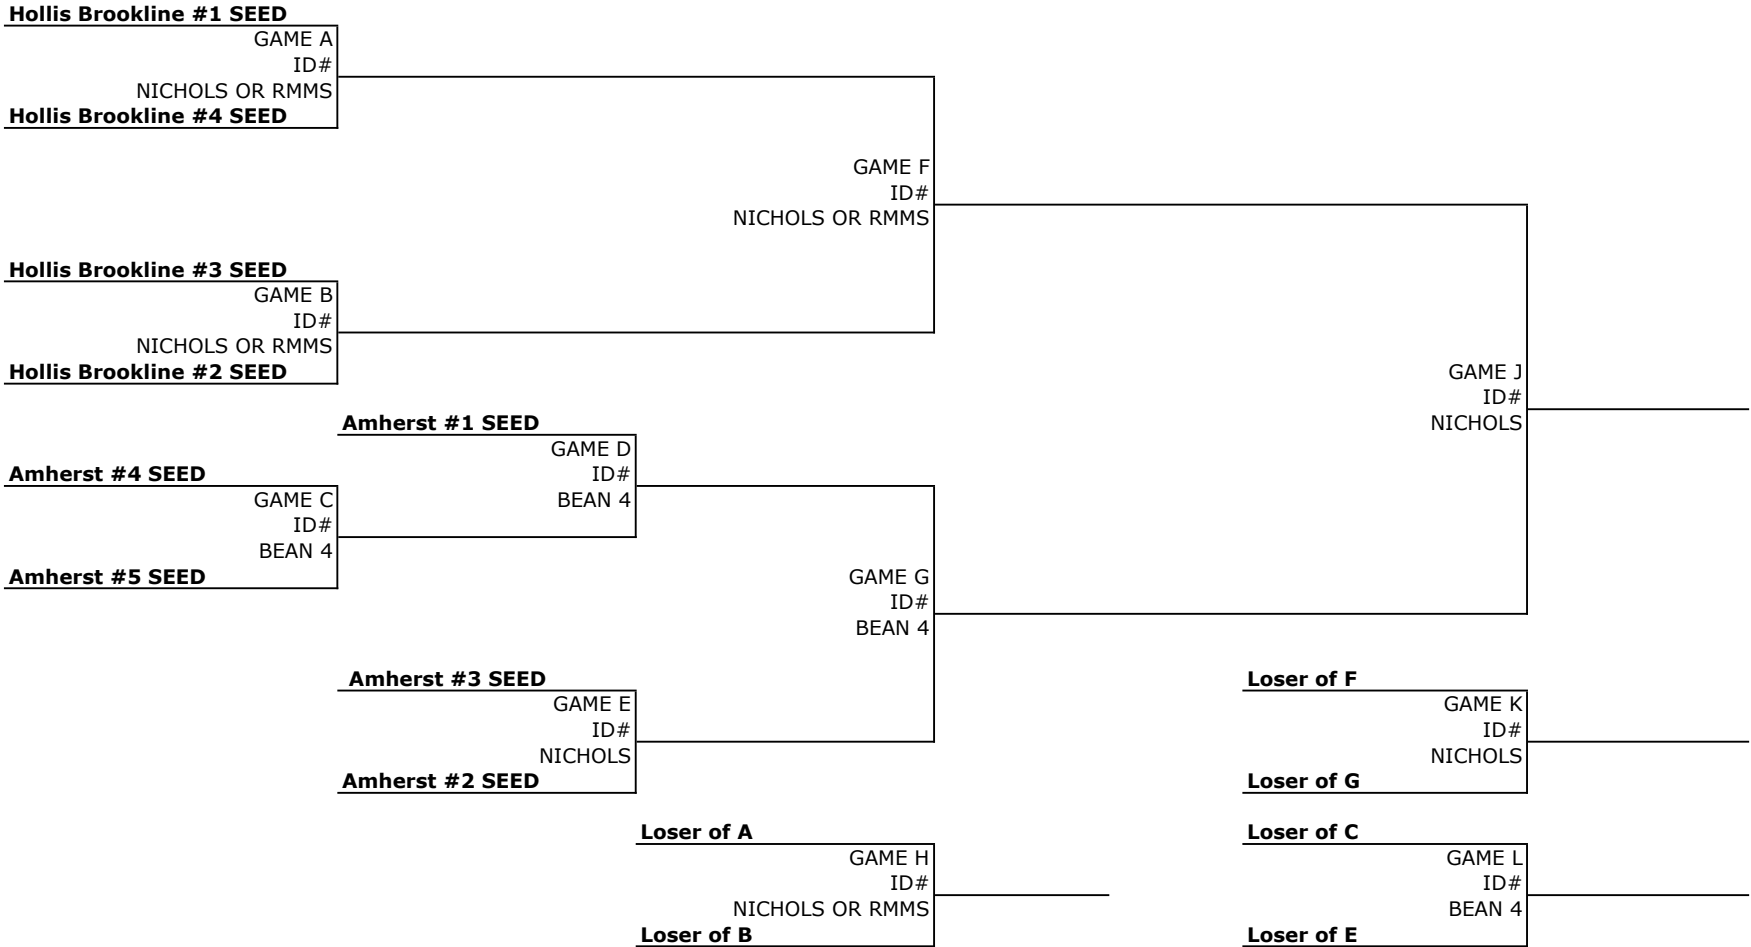 Hollis Brookline #1 SEED
GAME A
ID#
NICHOLS OR RMMS
Hollis Brookline #4 SEED
GAME F
ID#
NICHOLS OR RMMS
Hollis Brookline #3 SEED
GAME B
ID#
NICHOLS OR RMMS
Hollis Brookline #2 SEED
GAME J
ID#
NICHOLS
Amherst #1 SEED
GAME D
ID#
BEAN 4
Amherst #4 SEED
GAME C
ID#
BEAN 4
Amherst #5 SEED
GAME G
ID#
BEAN 4
Amherst #3 SEED
GAME E
ID#
NICHOLS
Amherst #2 SEED
Loser of F
GAME K
ID#
NICHOLS
Loser of G
Loser of A
GAME H
ID#
NICHOLS OR RMMS
Loser of B
Loser of C
GAME L
ID#
BEAN 4
Loser of E